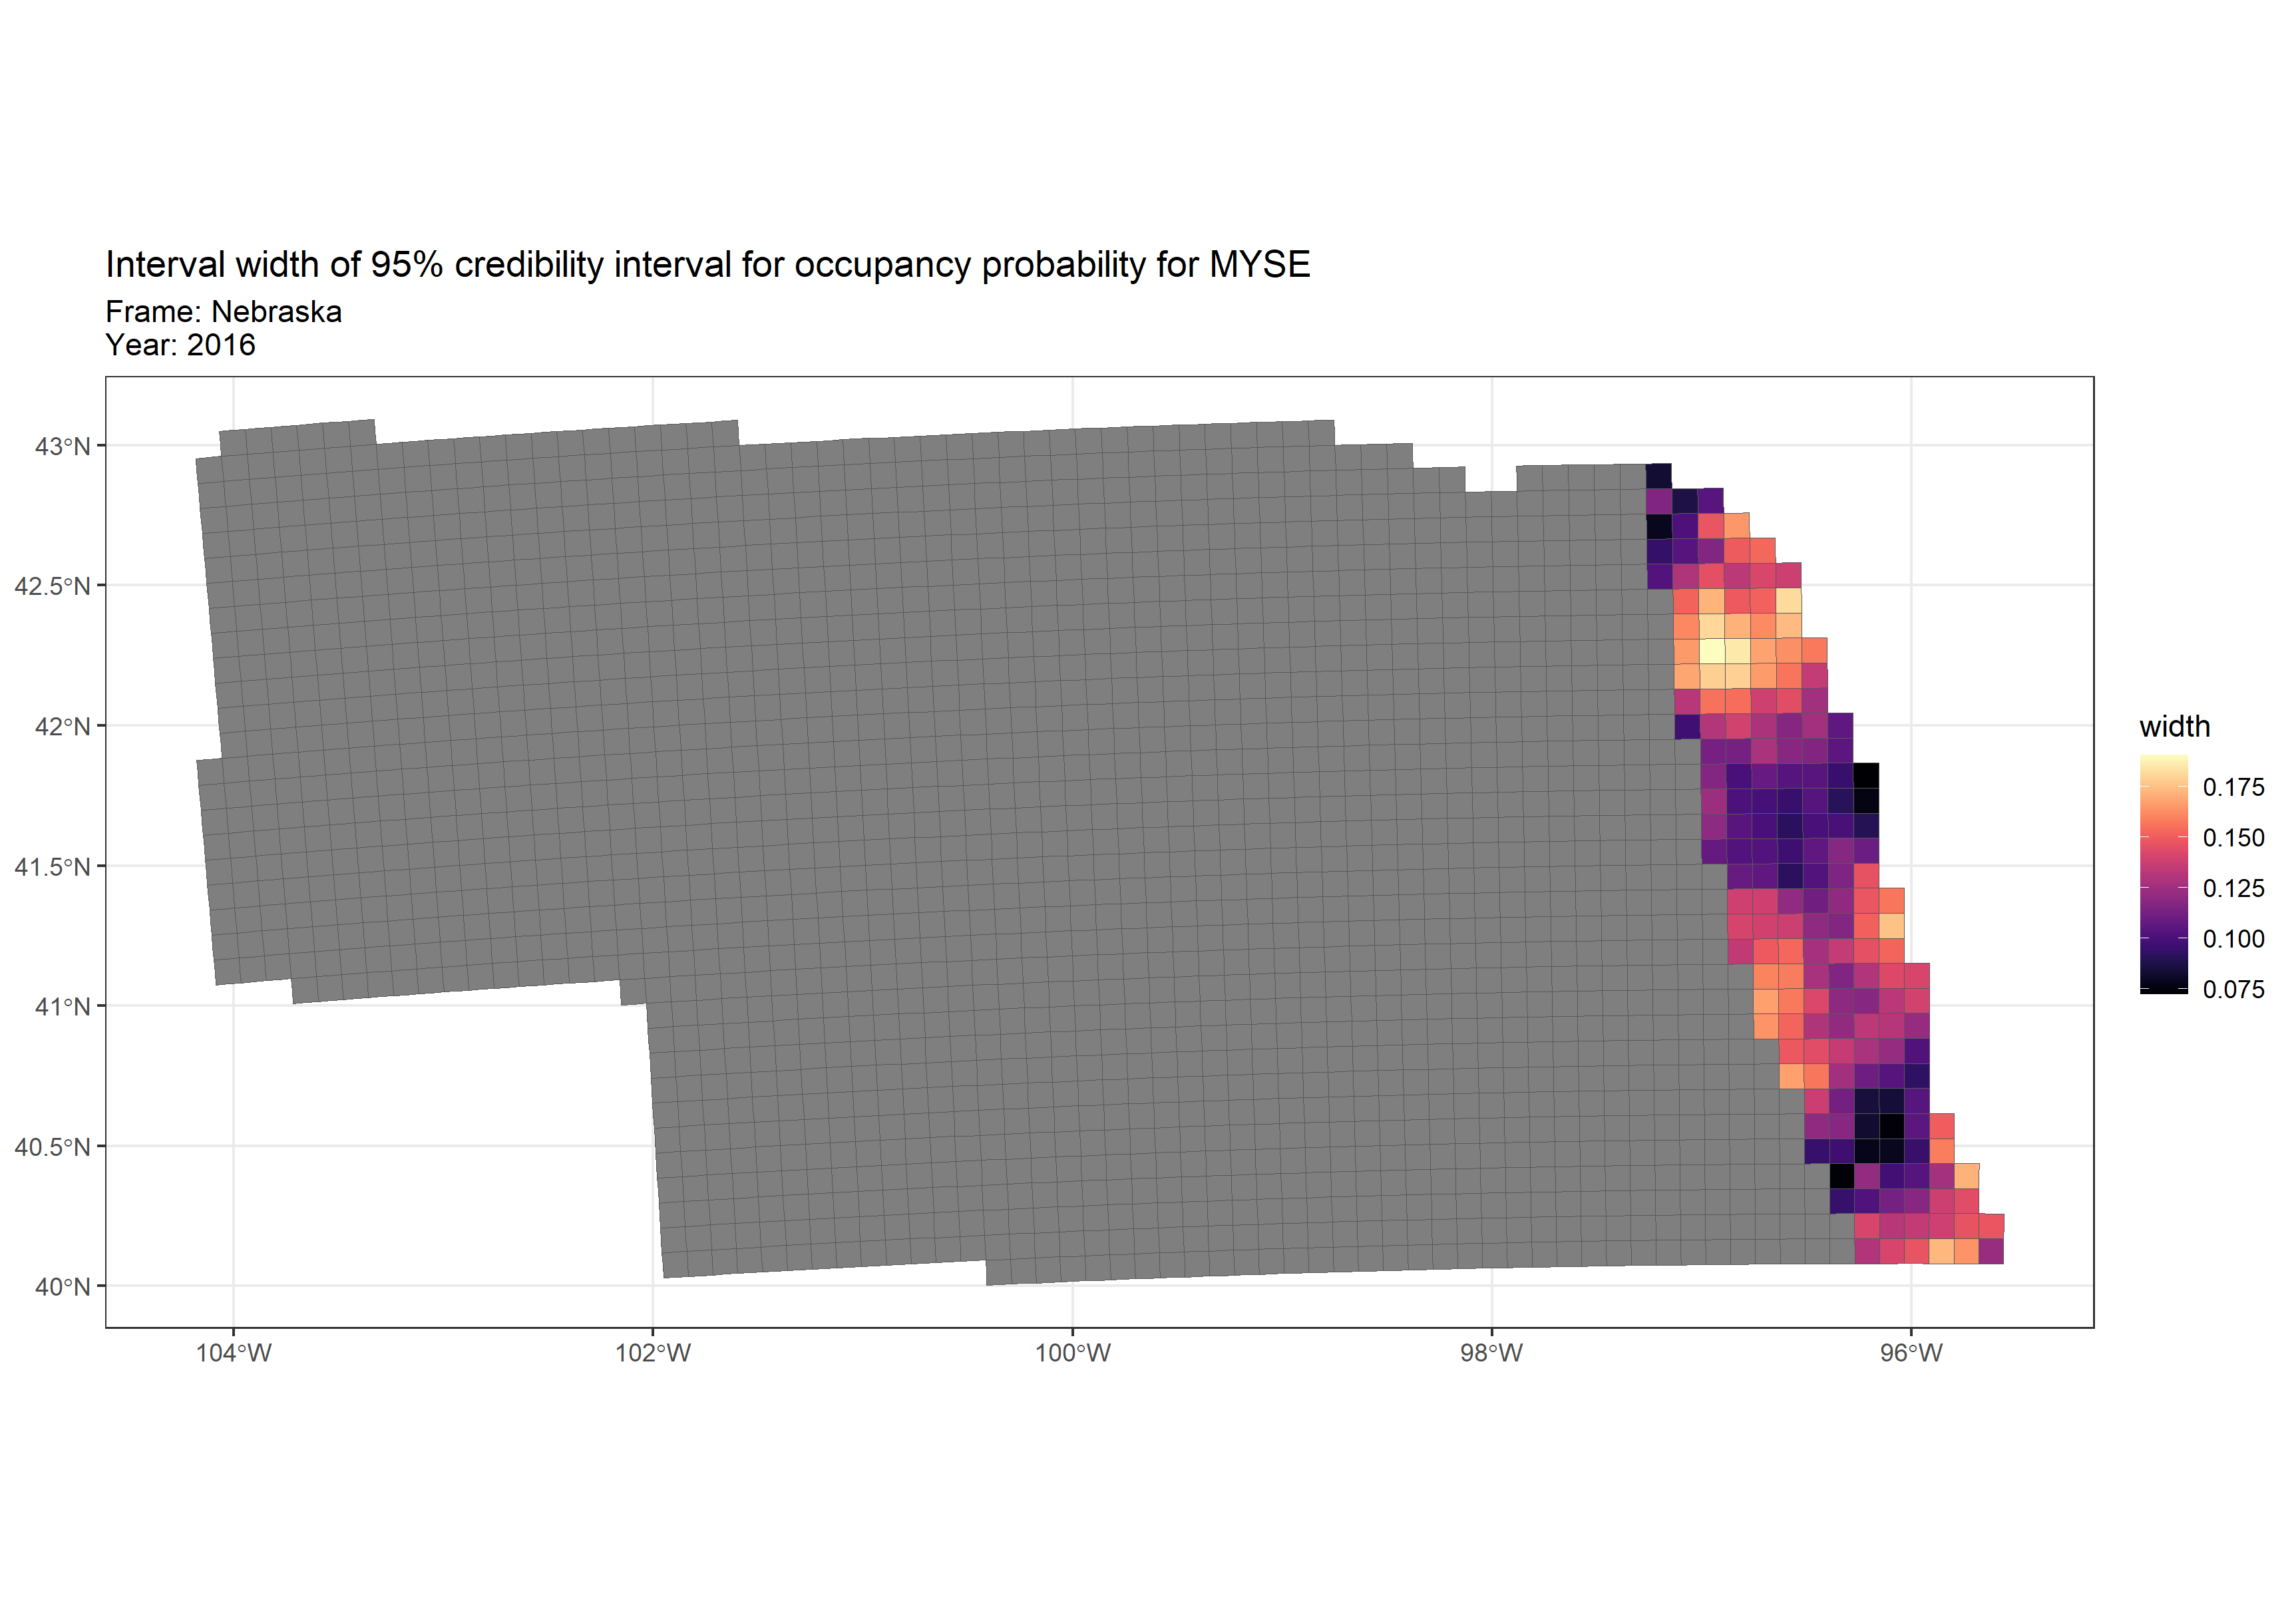 Interval width of 95% credibility interval for occupancy probability for MYSE
Frame: Nebraska
Year: 2016
43°N
42.5°N
42°N
41.5°N
41°N
40.5°N
40°N
104°W
102°W
100°W
98°W
96°W
width
0.175
0.150
0.125
0.100
0.075